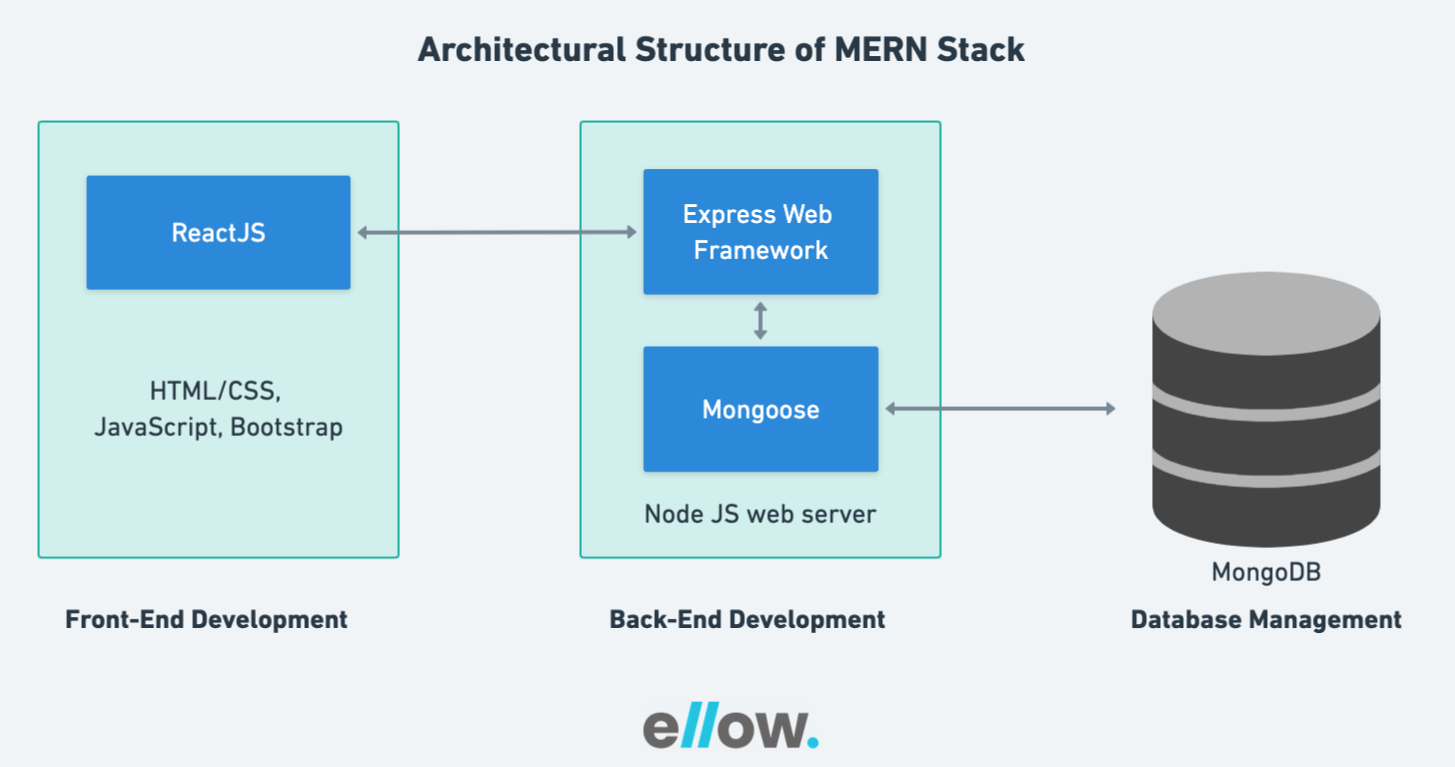 Architectural Structure of MERN Stack
ReactJS
HTML/CSS,
JavaScript, Bootstrap
Front-End Development
Express Web
Framework
Mongoose
Node JS web server
Back-End Development
MongoDB
Database Management
ellow.